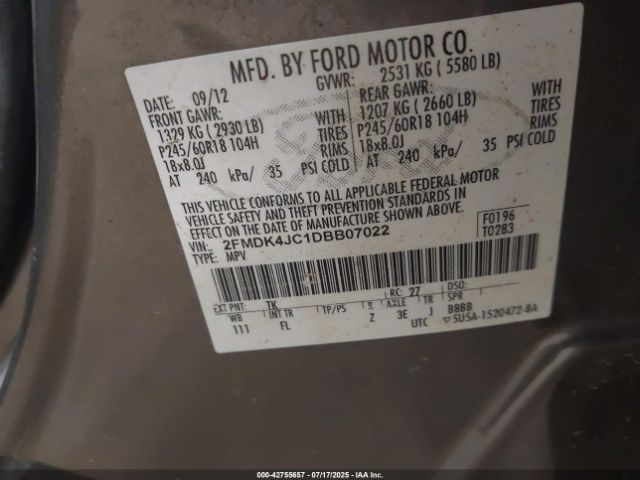 MFD. BY FORD MOTOR CO.
DATE: 09/12 GVWR: 2531 KG ( 5580 LB)
FRONT GAWR: REAR GAWR:
1329 KG ( 2930 LB) WITH 1207 KG ( 2660 LB) WITH
P245/60R18 104H TIRES P245/60R18 104H TIRES
18x8.0J RIMS 18x8.0J RIMS
AT 240 kPa/ 35 PSI COLD AT 240 kPa/ 35 PSI COLD
THIS VEHICLE CONFORMS TO ALL APPLICABLE FEDERAL MOTOR
VEHICLE SAFETY AND THEFT PREVENTION STANDARDS IN
EFFECT ON THE DATE OF MANUFACTURE SHOWN ABOVE.
VIN: 2FMDK4JC1DBB07022 F0196
TYPE: MPV T0283
EXT PNT: TK RC: 27 DSO:
WB INT TR TP/PS R AXLE TR SPR
111 FL Z 3E J BBBB
UTC ▽5U5A-1520472-BA
000-42755657 - 07/17/2025 - IAA Inc.